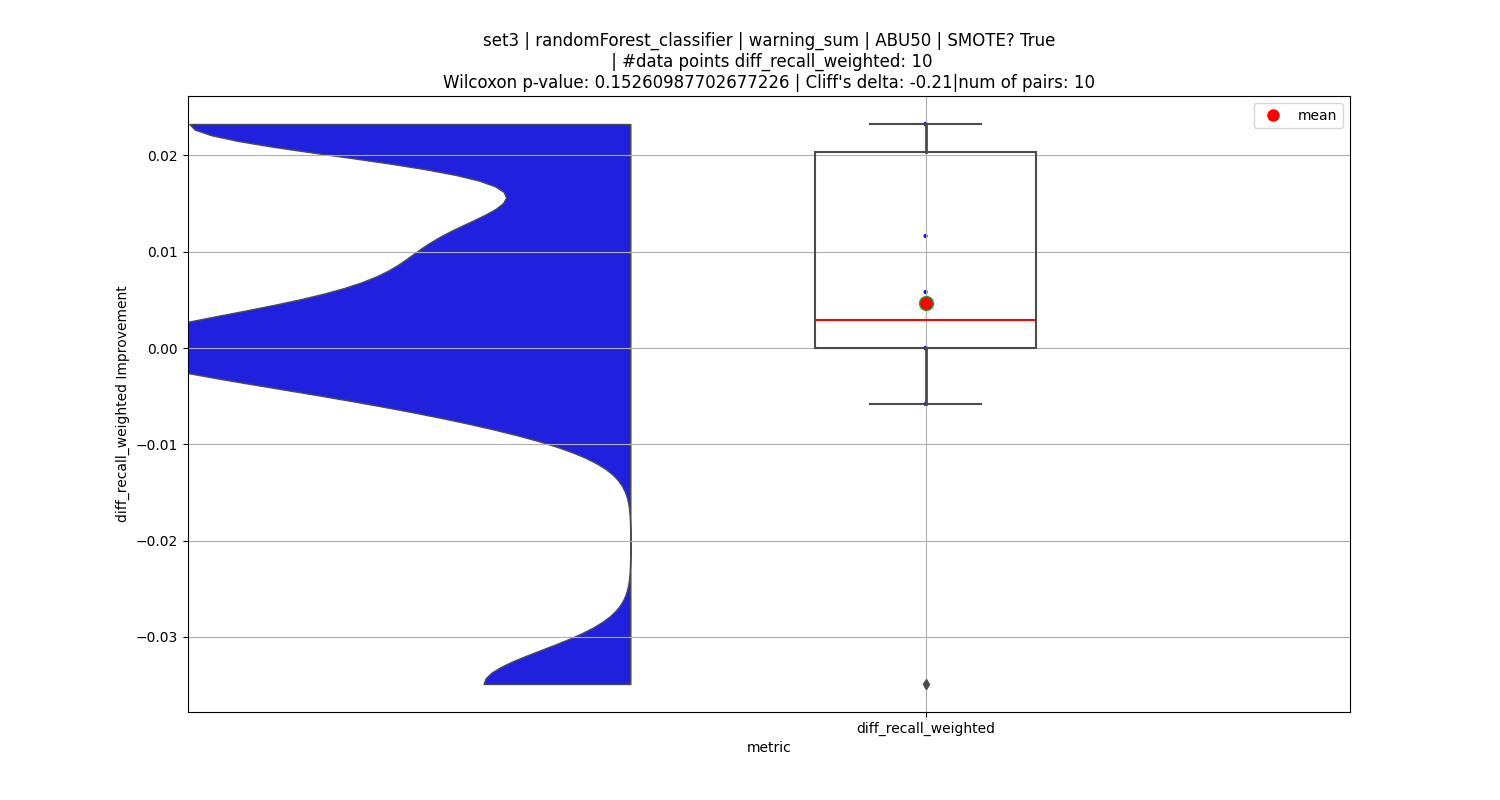 set3 | randomForest_classifier | warning_sum | ABU50 | SMOTE? True
| #data points diff_recall_weighted: 10
Wilcoxon p-value: 0.15260987702677226 | Cliff's delta: -0.21|num of pairs: 10
mean
0.02
0.01
0.00
−0.01
−0.02
−0.03
diff_recall_weighted Improvement
diff_recall_weighted
metric